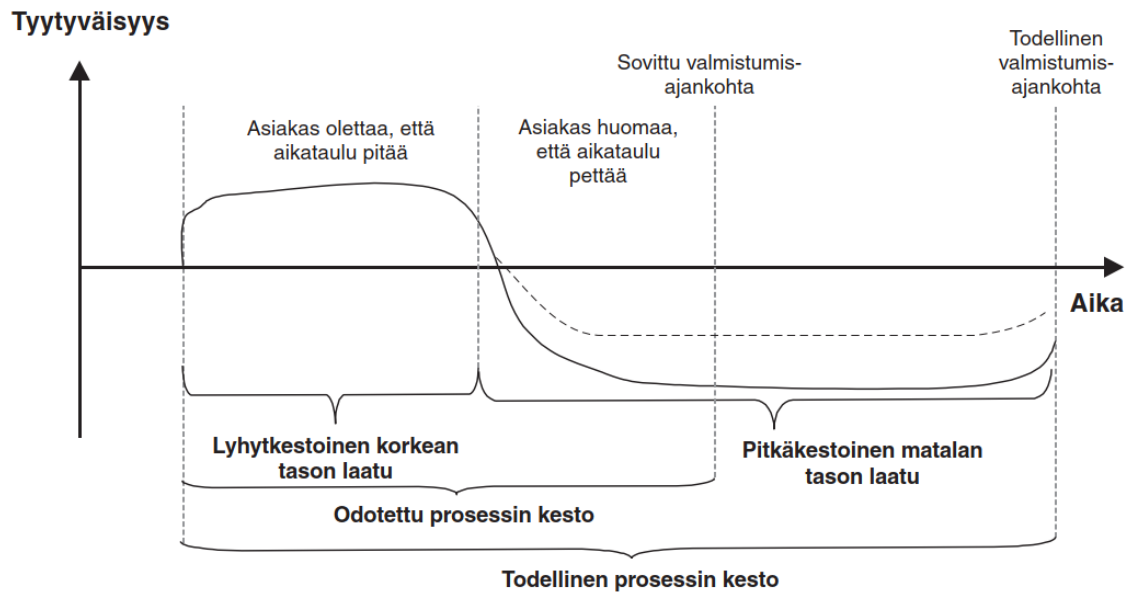 Tyytyväisyys
Todellinen
valmistumis-
ajankohta
Sovittu valmistumis-
ajankohta
Asiakas olettaa, että
aikataulu pitää
Asiakas huomaa,
että aikataulu
pettää
Aika
Lyhytkestoinen korkean
tason laatu
Pitkäkestoinen matalan
tason laatu
Odotettu prosessin kesto
Todellinen prosessin kesto